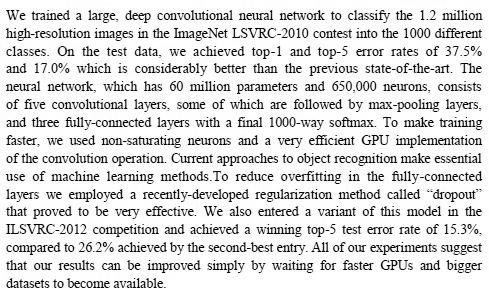 We trained a large, deep convolutional neural network to classify the 1.2 million
high-resolution images in the ImageNet LSVRC-2010 contest into the 1000 different
classes. On the test data, we achieved top-1 and top-5 error rates of 37.5%
and 17.0% which is considerably better than the previous state-of-the-art. The
neural network, which has 60 million parameters and 650,000 neurons, consists
of five convolutional layers, some of which are followed by max-pooling layers,
and three fully-connected layers with a final 1000-way softmax. To make training
faster, we used non-saturating neurons and a very efficient GPU implementation
of the convolution operation. Current approaches to object recognition make essential
use of machine learning methods.To reduce overfitting in the fully-connected
layers we employed a recently-developed regularization method called “dropout”
that proved to be very effective. We also entered a variant of this model in the
ILSVRC-2012 competition and achieved a winning top-5 test error rate of 15.3%,
compared to 26.2% achieved by the second-best entry. All of our experiments suggest
that our results can be improved simply by waiting for faster GPUs and bigger
datasets to become available.